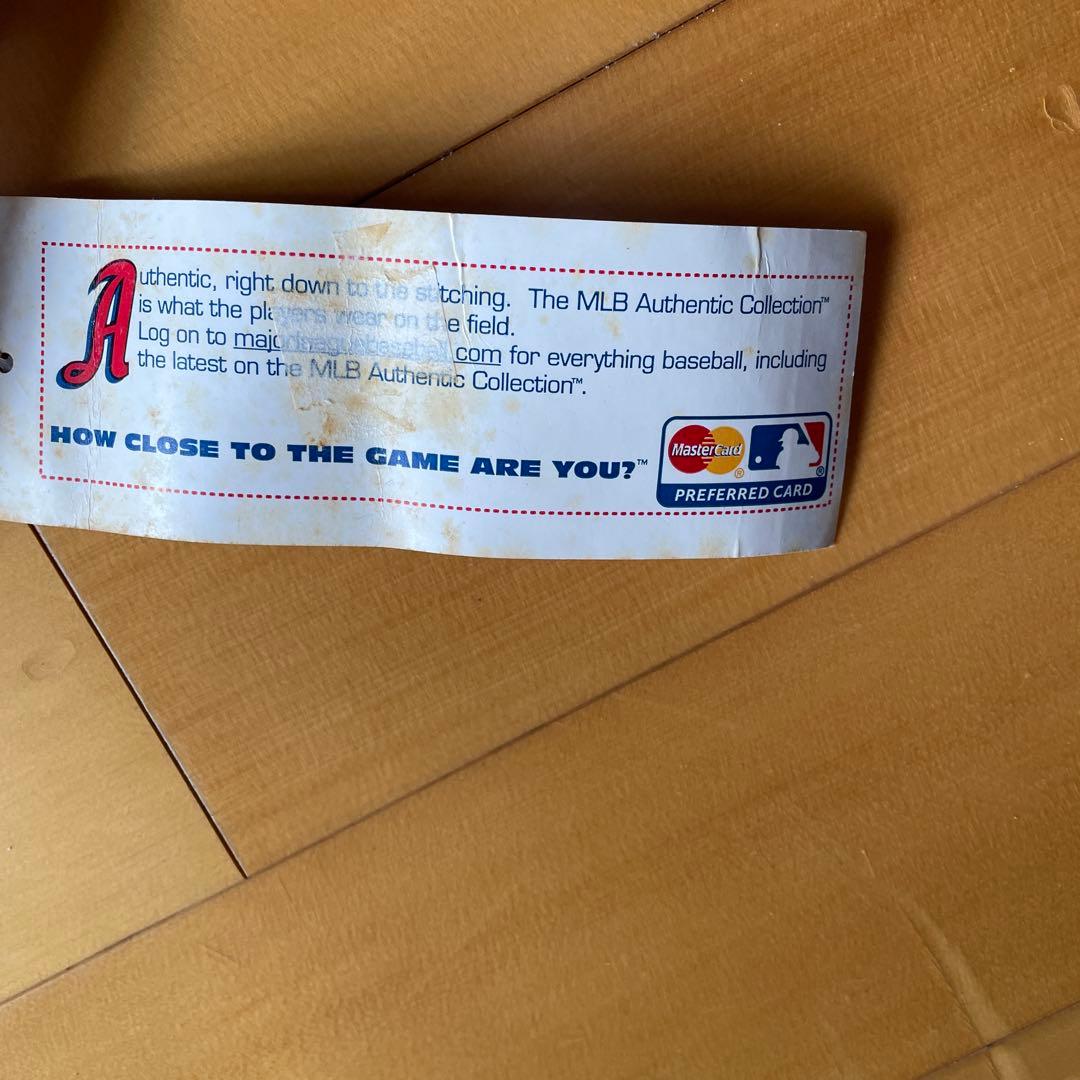 Authentic, right down to the stitching. The MLB Authentic Collection™
is what the players wear on the field.
Log on to majorleaguebaseball.com for everything baseball, including
the latest on the MLB Authentic Collection™.
HOW CLOSE TO THE GAME ARE YOU?™
MasterCard ® ®
PREFERRED CARD